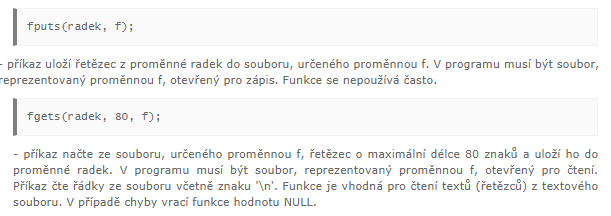 fputs(radek, f);
- příkaz uloží řetězec z proměnné radek do souboru, určeného proměnnou f. V programu musí být soubor,
reprezentovaný proměnnou f, otevřený pro zápis. Funkce se nepoužívá často.
fgets(radek, 80, f);
- příkaz načte ze souboru, určeného proměnnou f, řetězec o maximální délce 80 znaků a uloží ho do
proměnné radek. V programu musí být soubor, reprezentovaný proměnnou f, otevřený pro čtení.
Příkaz čte řádky ze souboru včetně znaku '\n'. Funkce je vhodná pro čtení textů (řetězců) z textového
souboru. V případě chyby vrací funkce hodnotu NULL.